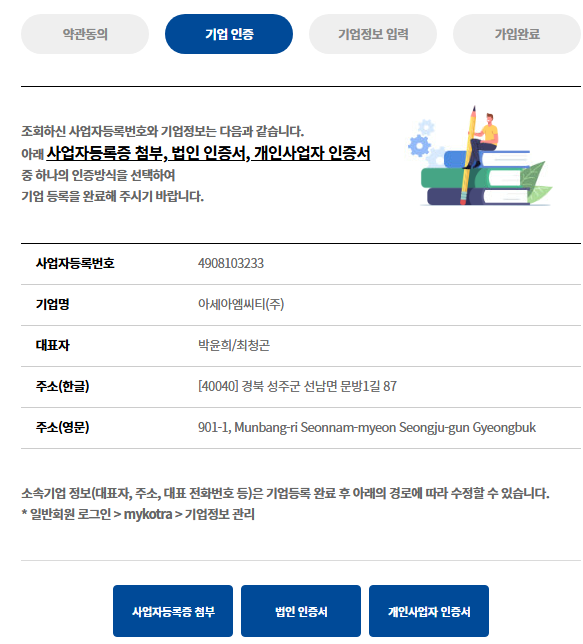 약관동의 기업 인증 기업정보 입력 가입완료
조회하신 사업자등록번호와 기업정보는 다음과 같습니다.
아래 사업자등록증 첨부, 법인 인증서, 개인사업자 인증서
중 하나의 인증방식을 선택하여
기업 등록을 완료해 주시기 바랍니다.
사업자등록번호 4908103233
기업명 아세아엠씨티(주)
대표자 박윤희/최청곤
주소(한글) [40040] 경북 성주군 선남면 문방1길 87
주소(영문) 901-1, Munbang-ri Seonnam-myeon Seongju-gun Gyeongbuk
소속기업 정보(대표자, 주소, 대표 전화번호 등)은 기업등록 완료 후 아래의 경로에 따라 수정할 수 있습니다.
* 일반회원 로그인 > mykotra > 기업정보 관리
사업자등록증 첨부 법인 인증서 개인사업자 인증서